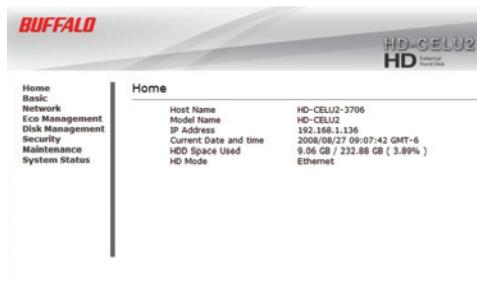 BUFFALO
HD-CELU2
HD External Hard Disk
Home
Basic
Network
Eco Management
Disk Management
Security
Maintenance
System Status
Home
Host Name HD-CELU2-3706
Model Name HD-CELU2
IP Address 192.168.1.136
Current Date and time 2008/08/27 09:07:42 GMT-6
HDD Space Used 9.06 GB / 232.88 GB ( 3.89% )
HD Mode Ethernet